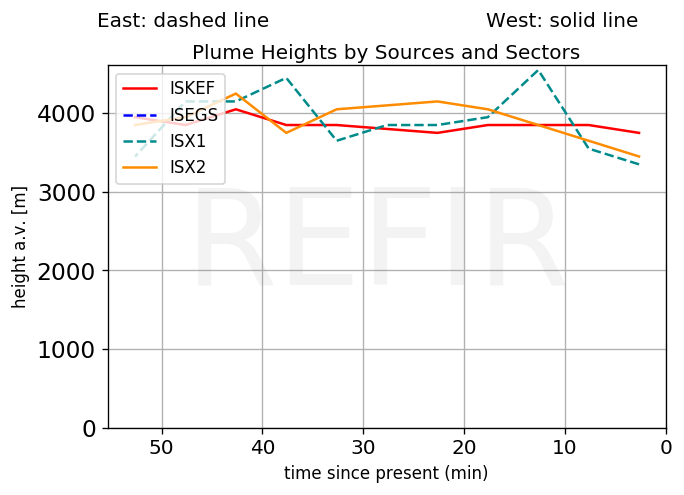 East: dashed line West: solid line
Plume Heights by Sources and Sectors
ISKEF
ISEGS
ISX1
ISX2
REFIR
height a.v. [m]
4000
3000
2000
1000
0
50 40 30 20 10 0
time since present (min)